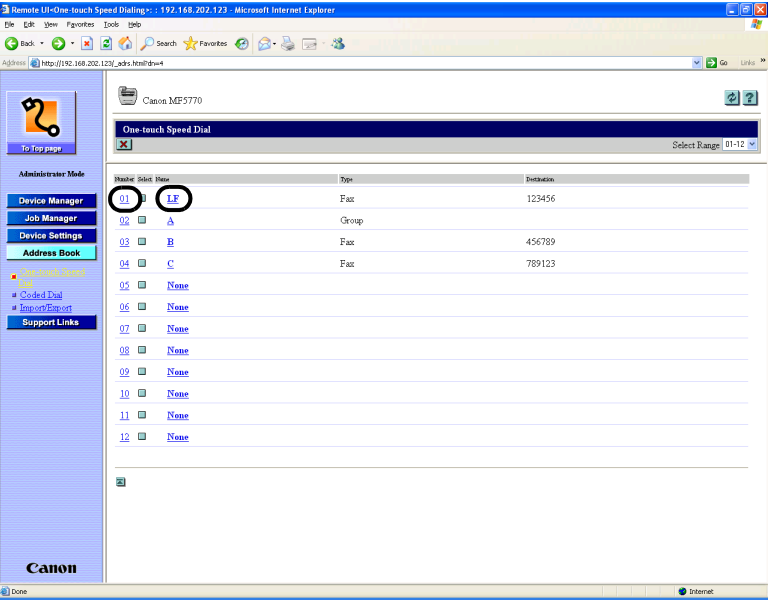 Remote UI<One-touch Speed Dialing>: : 192.168.202.123 - Microsoft Internet Explorer
File Edit View Favorites Tools Help
Back Search Favorites
Address http://192.168.202.123/_adrs.html?dn=4 Go Links »
Canon MF5770
One-touch Speed Dial
To Top page
Select Range 01-12
Administrator Mode
Number Select Name Type Destination
Device Manager
Job Manager
Device Settings
Address Book
One-touch Speed
Dial
Coded Dial
Import/Export
Support Links
01 LF Fax 123456
02 A Group
03 B Fax 456789
04 C Fax 789123
05 None
06 None
07 None
08 None
09 None
10 None
11 None
12 None
Canon
Done Internet